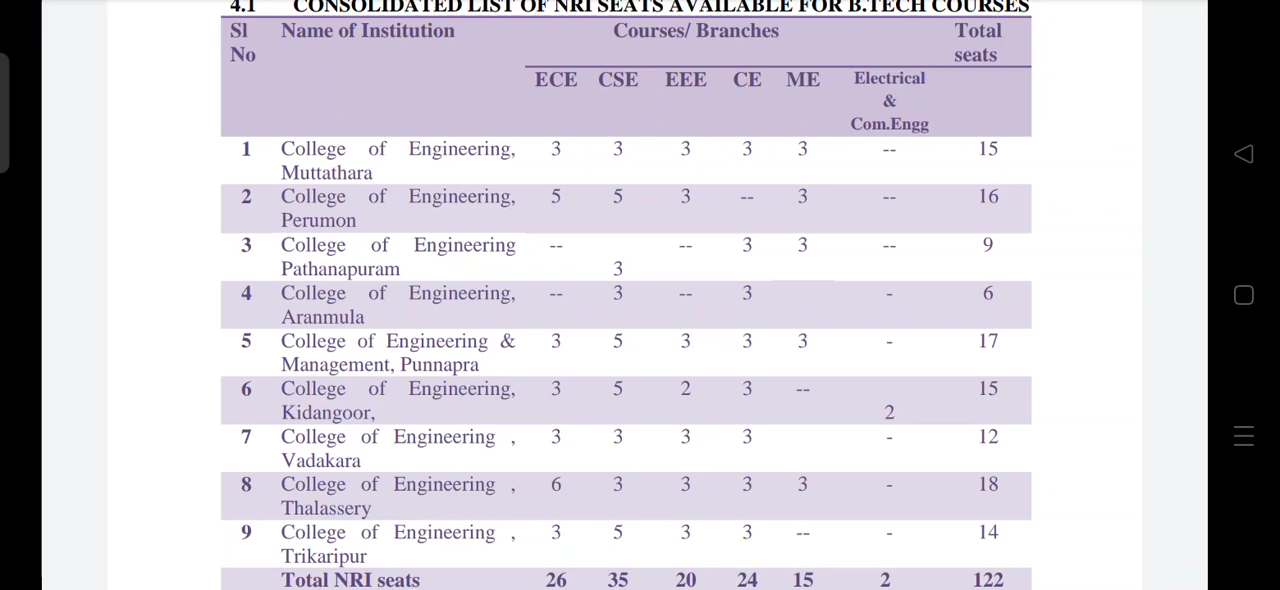 4.1 CONSOLIDATED LIST OF NRI SEATS AVAILABLE FOR B.TECH COURSES
Sl No Name of Institution Courses/ Branches Total seats
ECE CSE EEE CE ME Electrical & Com.Engg
1 College of Engineering, 3 3 3 3 3 -- 15
Muttathara
2 College of Engineering, 5 5 3 -- 3 -- 16
Perumon
3 College of Engineering -- -- 3 3 -- 9
Pathanapuram 3
4 College of Engineering, -- 3 -- 3 - 6
Aranmula
5 College of Engineering & 3 5 3 3 3 - 17
Management, Punnapra
6 College of Engineering, 3 5 2 3 -- 15
Kidangoor, 2
7 College of Engineering , 3 3 3 3 - 12
Vadakara
8 College of Engineering , 6 3 3 3 3 - 18
Thalassery
9 College of Engineering , 3 5 3 3 -- - 14
Trikaripur
Total NRI seats 26 35 20 24 15 2 122